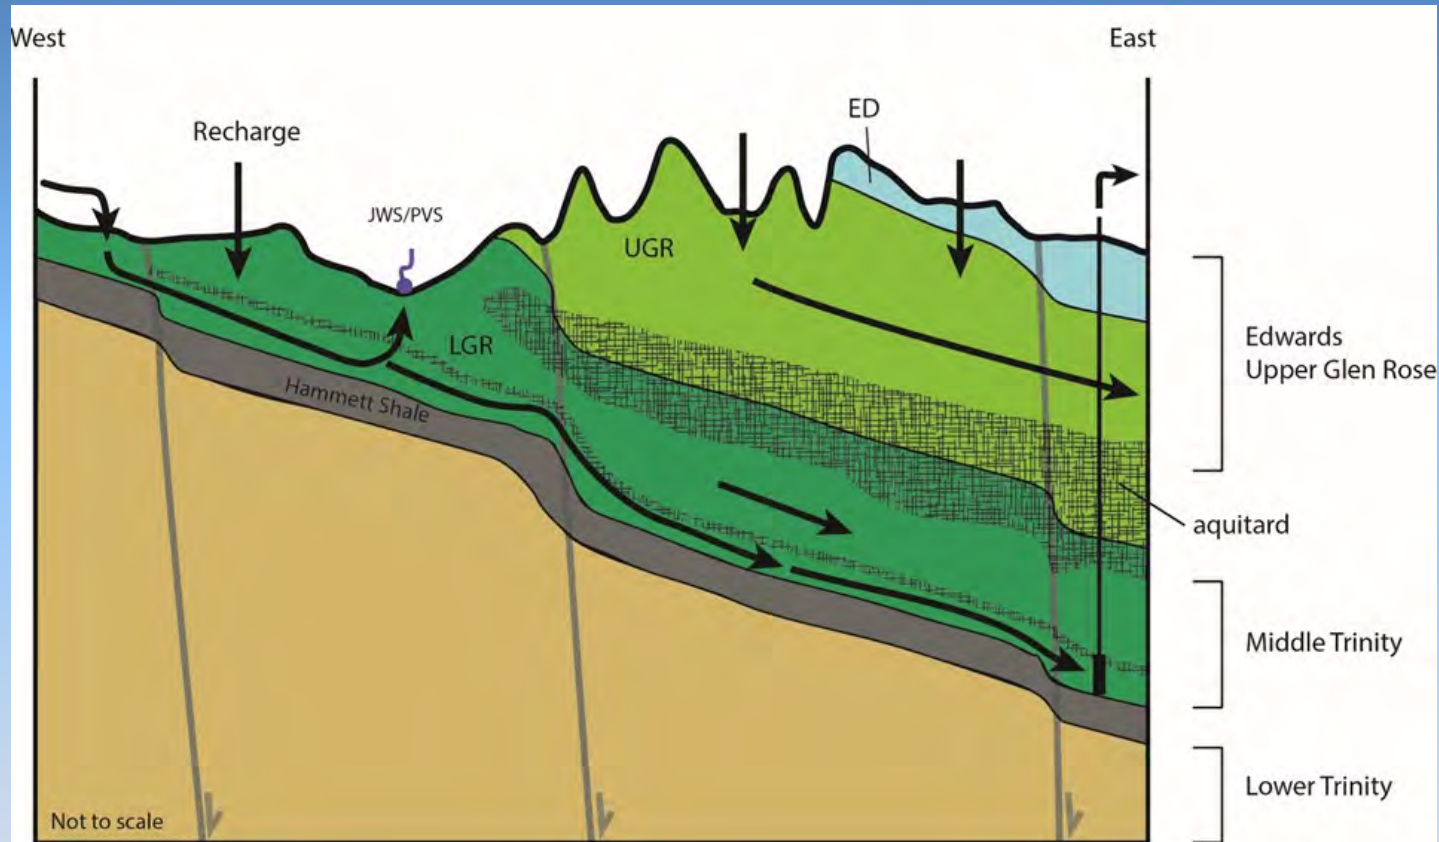 West
East
Recharge
ED
JWS/PVS
UGR
LGR
Hammett Shale
Edwards
Upper Glen Rose
aquitard
Middle Trinity
Lower Trinity
Not to scale